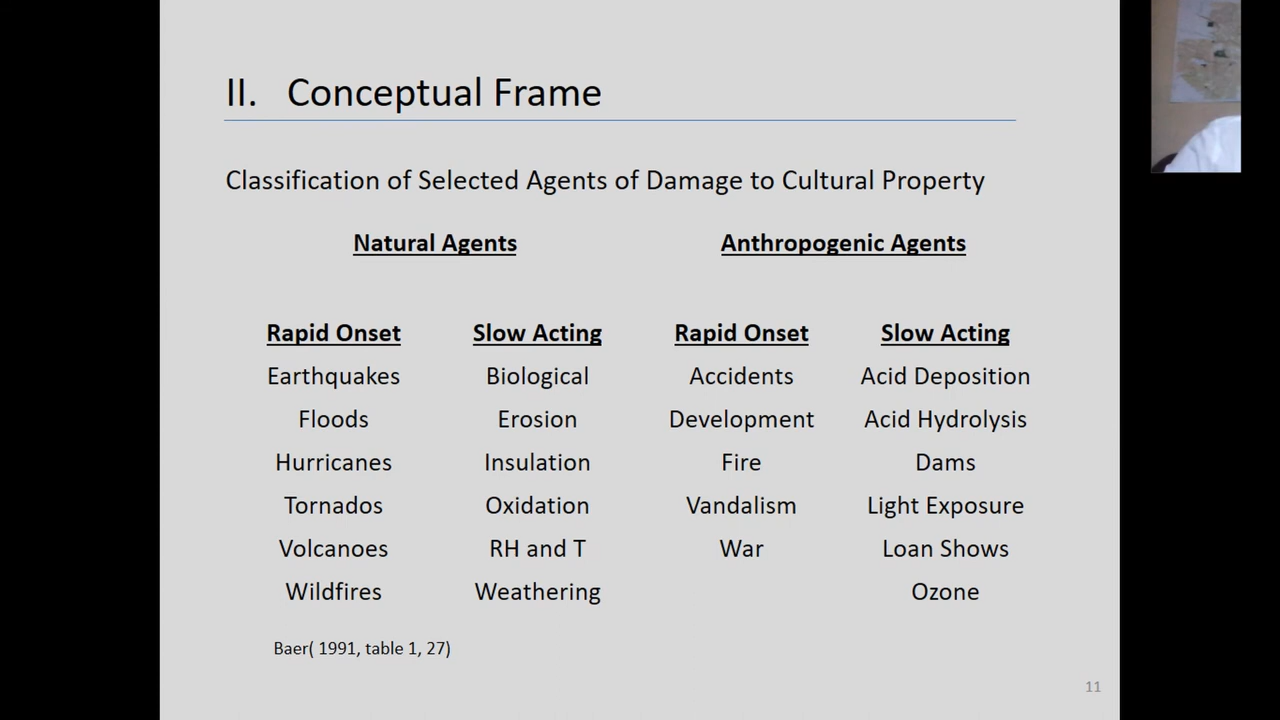 II. Conceptual Frame
Classification of Selected Agents of Damage to Cultural Property
Natural Agents Anthropogenic Agents
Rapid Onset Slow Acting Rapid Onset Slow Acting
Earthquakes Biological Accidents Acid Deposition
Floods Erosion Development Acid Hydrolysis
Hurricanes Insulation Fire Dams
Tornados Oxidation Vandalism Light Exposure
Volcanoes RH and T War Loan Shows
Wildfires Weathering Ozone
Baer( 1991, table 1, 27)
11